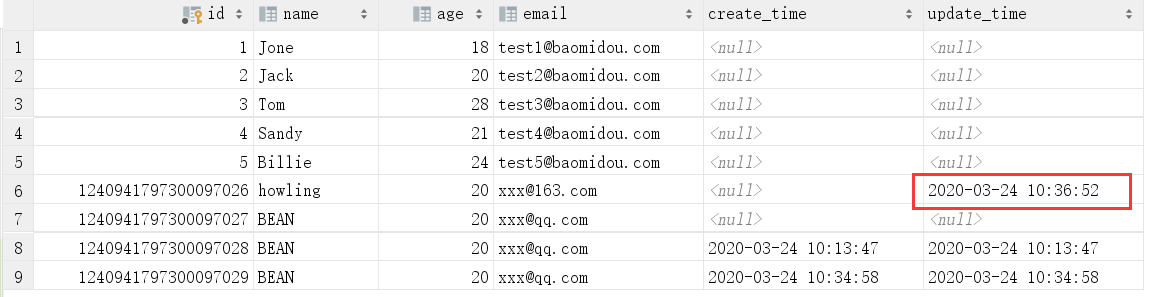 id name age email create_time update_time
1 1 Jone 18 test1@baomidou.com <null> <null>
2 2 Jack 20 test2@baomidou.com <null> <null>
3 3 Tom 28 test3@baomidou.com <null> <null>
4 4 Sandy 21 test4@baomidou.com <null> <null>
5 5 Billie 24 test5@baomidou.com <null> <null>
6 1240941797300097026 howling 20 xxx@163.com <null> 2020-03-24 10:36:52
7 1240941797300097027 BEAN 20 xxx@qq.com <null> <null>
8 1240941797300097028 BEAN 20 xxx@qq.com 2020-03-24 10:13:47 2020-03-24 10:13:47
9 1240941797300097029 BEAN 20 xxx@qq.com 2020-03-24 10:34:58 2020-03-24 10:34:58